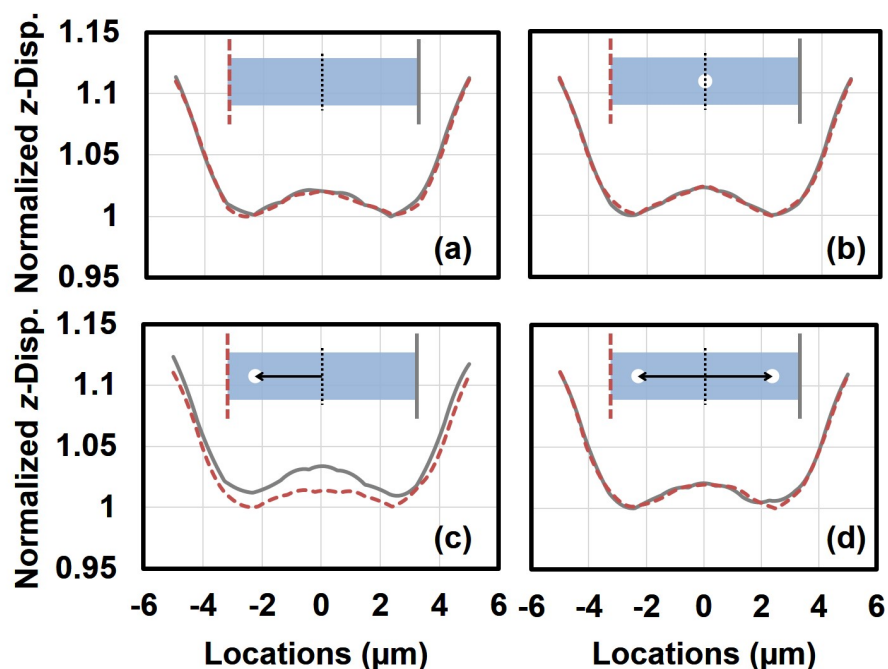 1.15
1.1
1.05
1
0.95
Normalized z-Disp.
(a)
(b)
1.15
1.1
1.05
1
0.95
Normalized z-Disp.
(c)
(d)
-6 -4 -2 0 2 4 6
-6 -4 -2 0 2 4 6
Locations (µm)
Locations (µm)